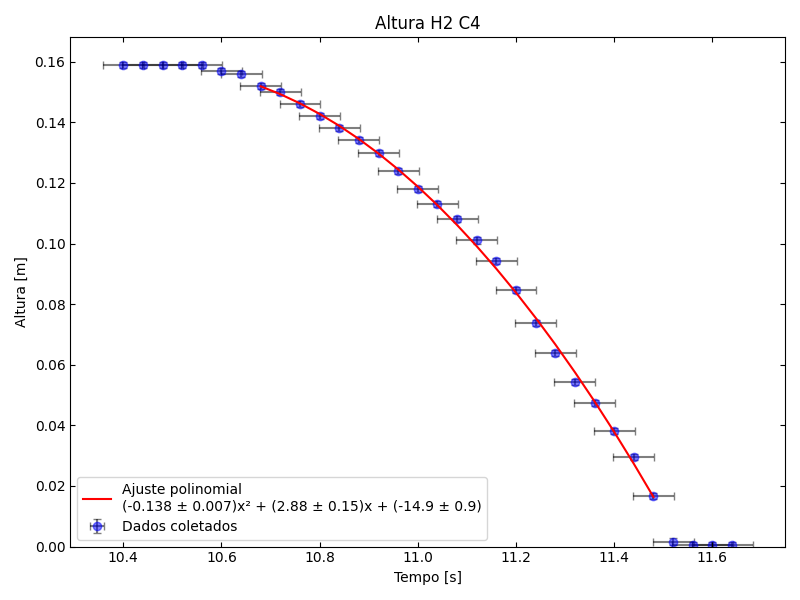 Altura H2 C4
Altura [m]
0.16
0.14
0.12
0.10
0.08
0.06
0.04
0.02
0.00
Ajuste polinomial
(-0.138 ± 0.007)x² + (2.88 ± 0.15)x + (-14.9 ± 0.9)
Dados coletados
10.4 10.6 10.8 11.0 11.2 11.4 11.6
Tempo [s]